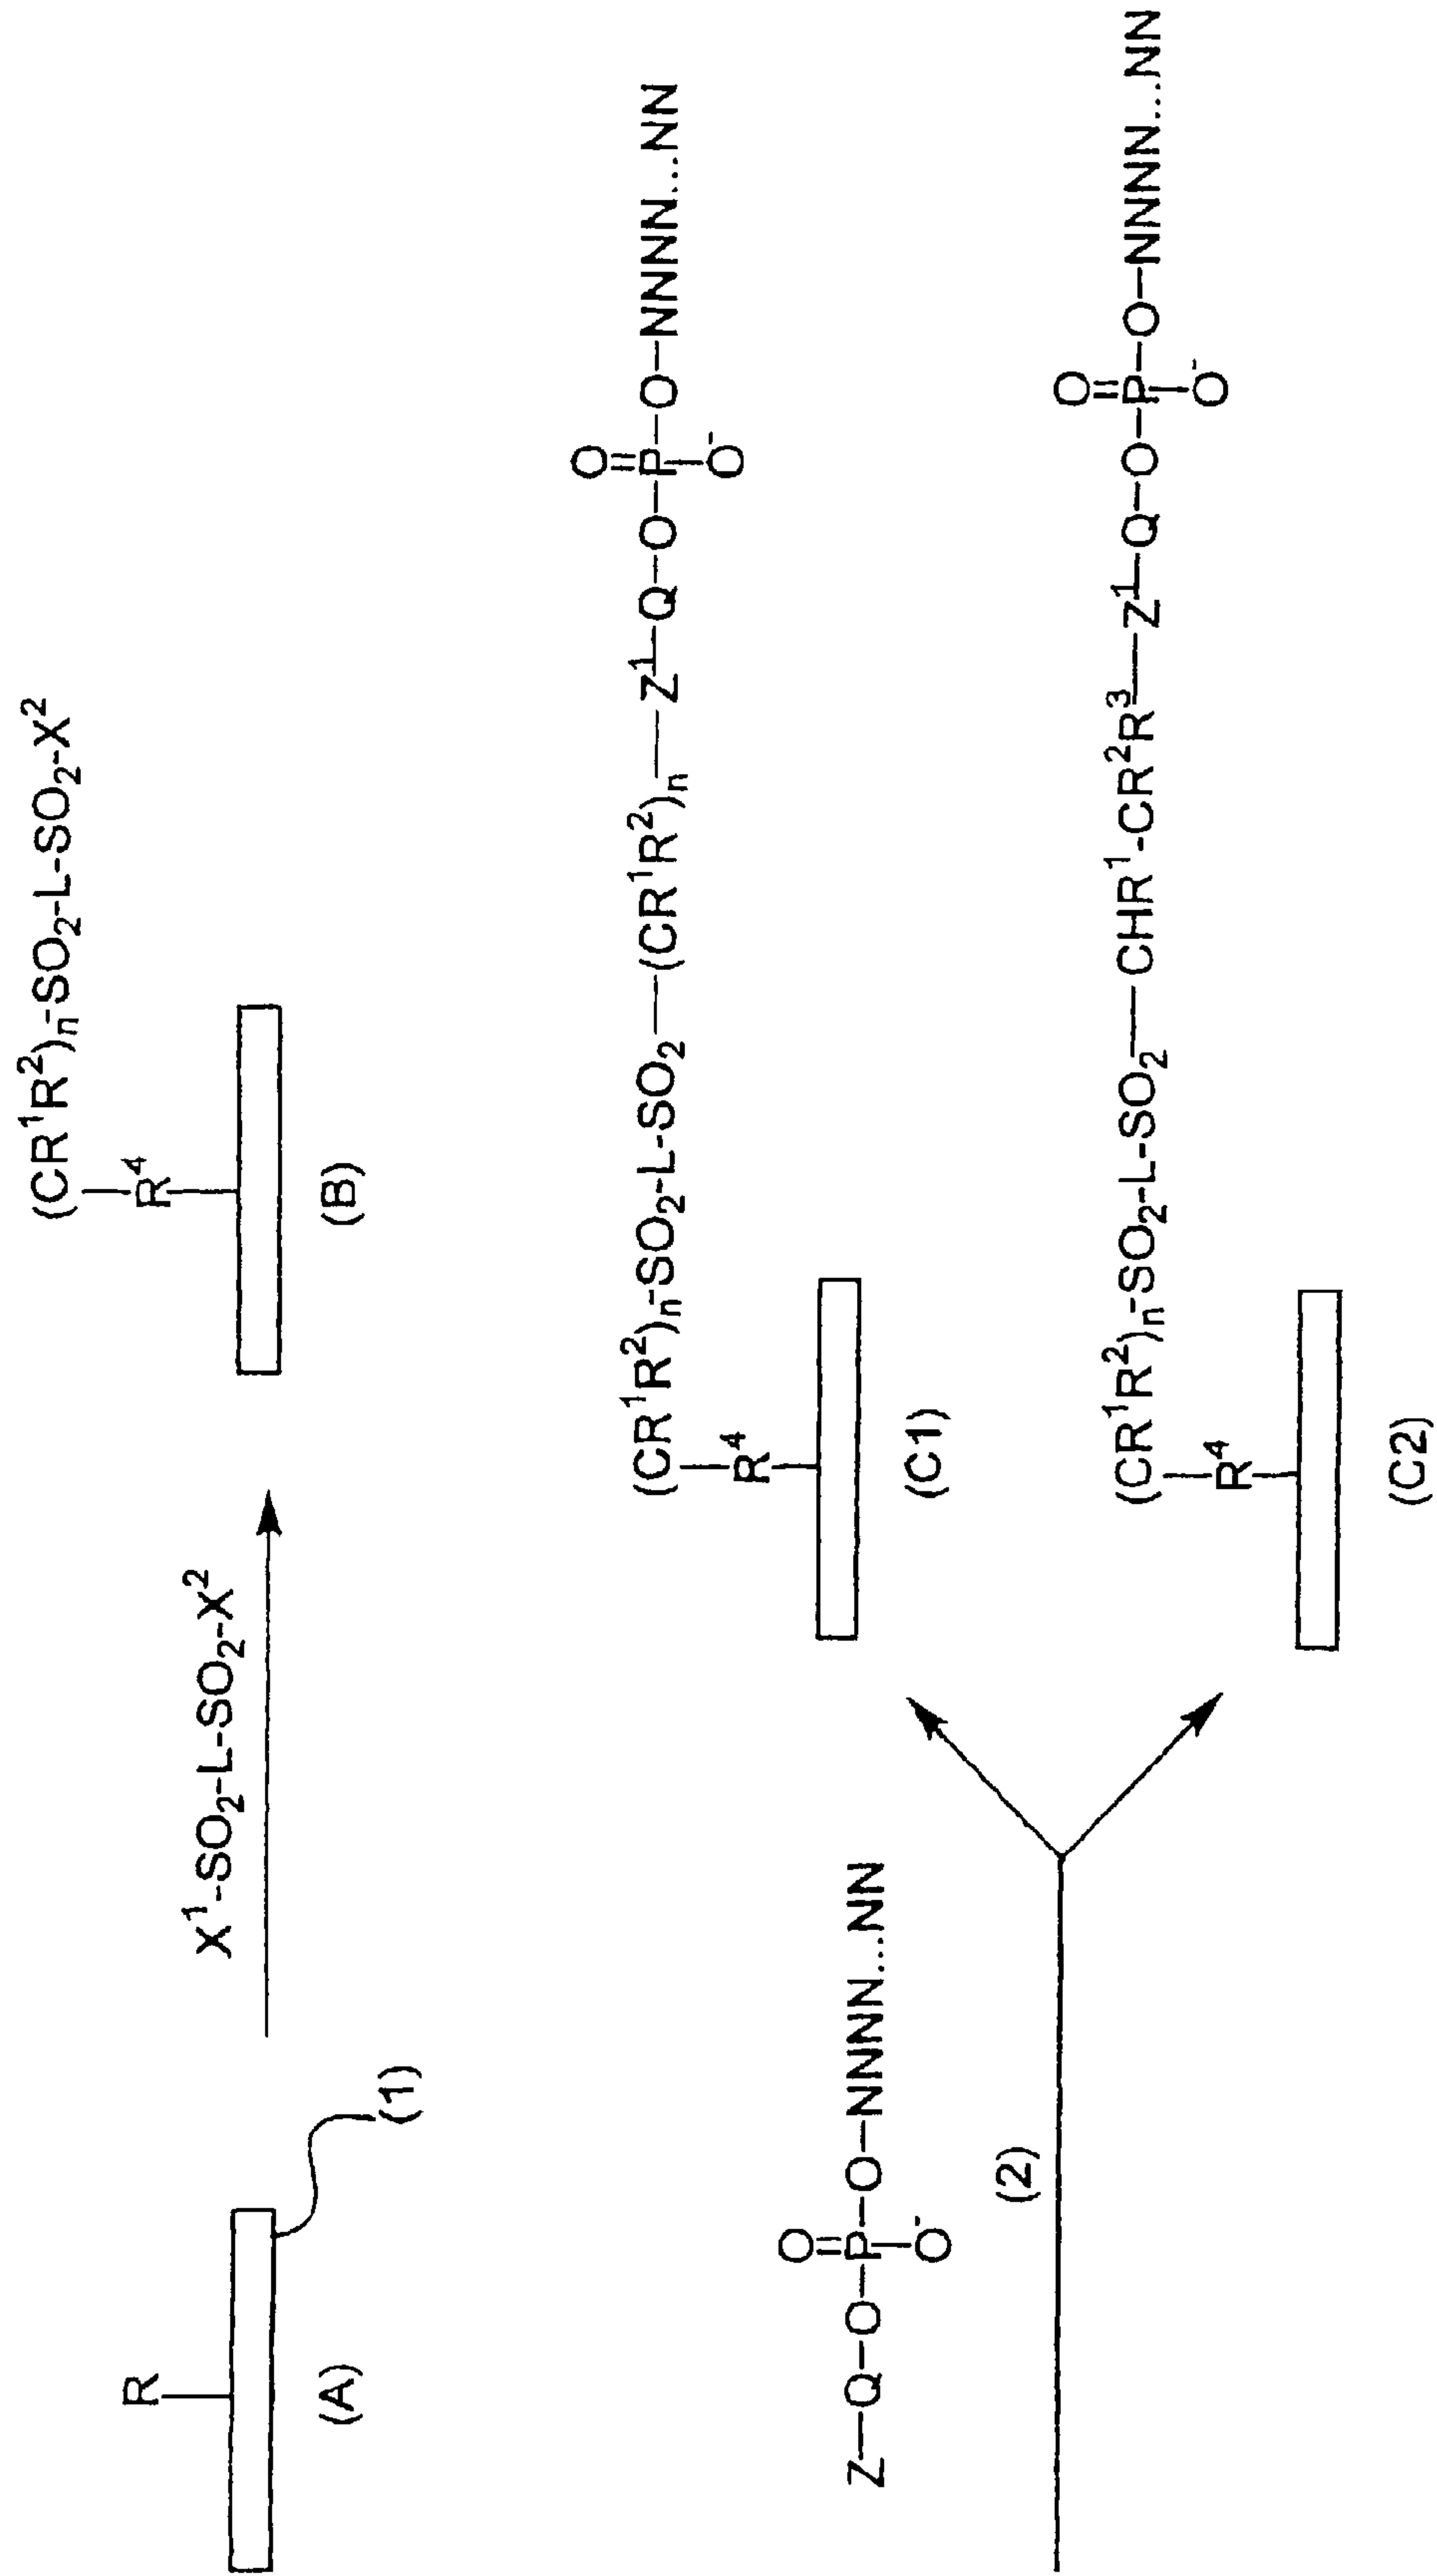 R
(A)
(1)
X¹-SO₂-L-SO₂-X²
(CR¹R²)ₙ-SO₂-L-SO₂-X²
R⁴
(B)
O
Z-Q-O-P-O-NNNN...NN
O⁻
(2)
O
(CR¹R²)ₙ-SO₂-L-SO₂-(CR¹R²)ₙ-Z¹-Q-O-P-O-NNNN...NN
O⁻
R⁴
(C1)
O
(CR¹R²)ₙ-SO₂-L-SO₂-CHR¹-CR²R³-Z¹-Q-O-P-O-NNNN...NN
O⁻
R⁴
(C2)